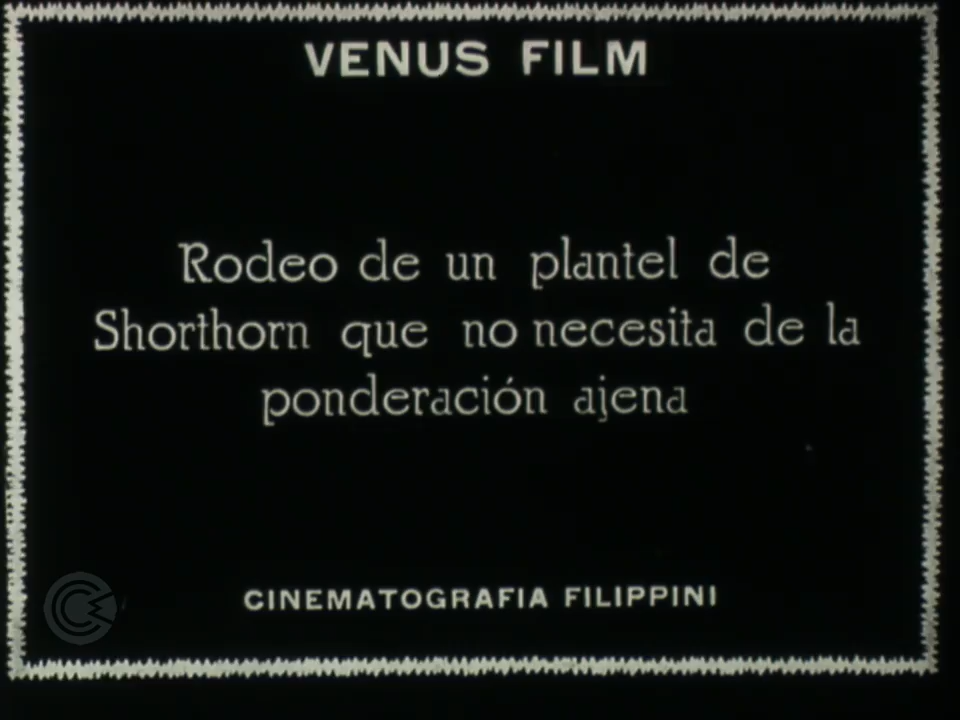 VENUS FILM
Rodeo de un plantel de
Shorthorn que no necesita de la
ponderación ajena
CINEMATOGRAFIA FILIPPINI